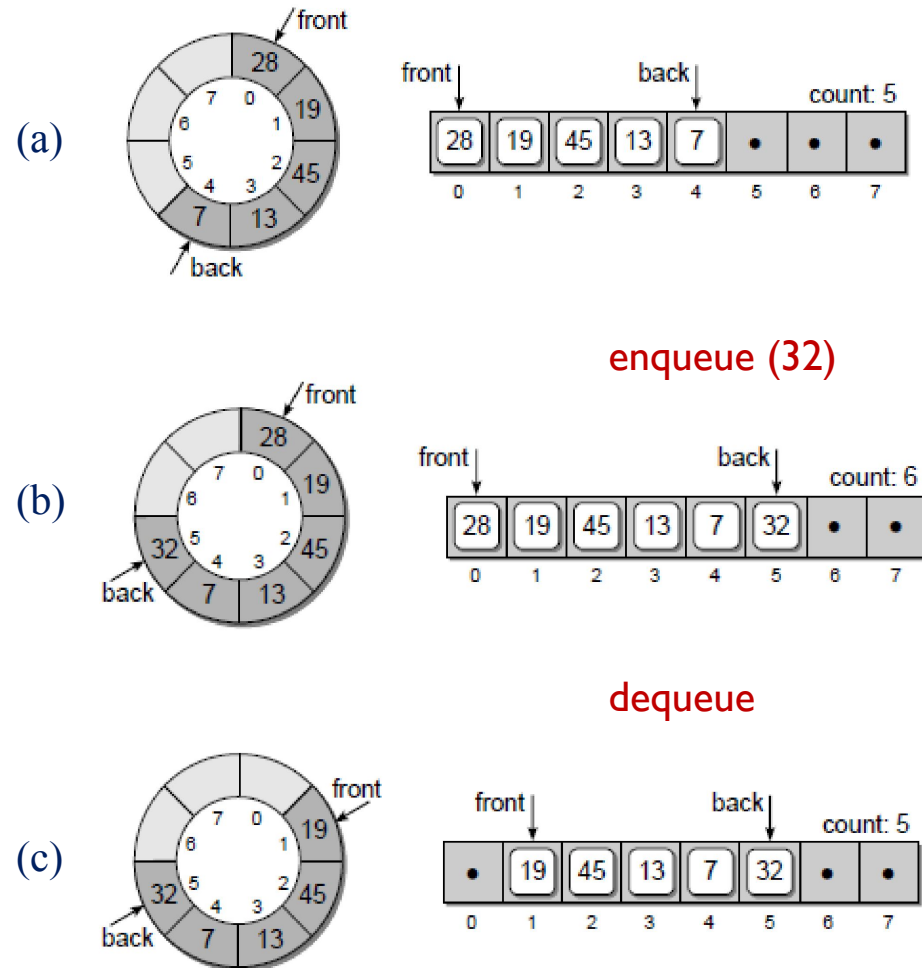 (a)
front
28
19
45
13
7
0
1
2
3
4
5
6
7
back
front back
count: 5
28 19 45 13 7 • • •
0 1 2 3 4 5 6 7
enqueue (32)
(b)
front
28
19
45
13
7
32
0
1
2
3
4
5
6
7
back
front back
count: 6
28 19 45 13 7 32 • •
0 1 2 3 4 5 6 7
dequeue
(c)
front
19
45
13
7
32
0
1
2
3
4
5
6
7
back
front back
count: 5
• 19 45 13 7 32 • •
0 1 2 3 4 5 6 7